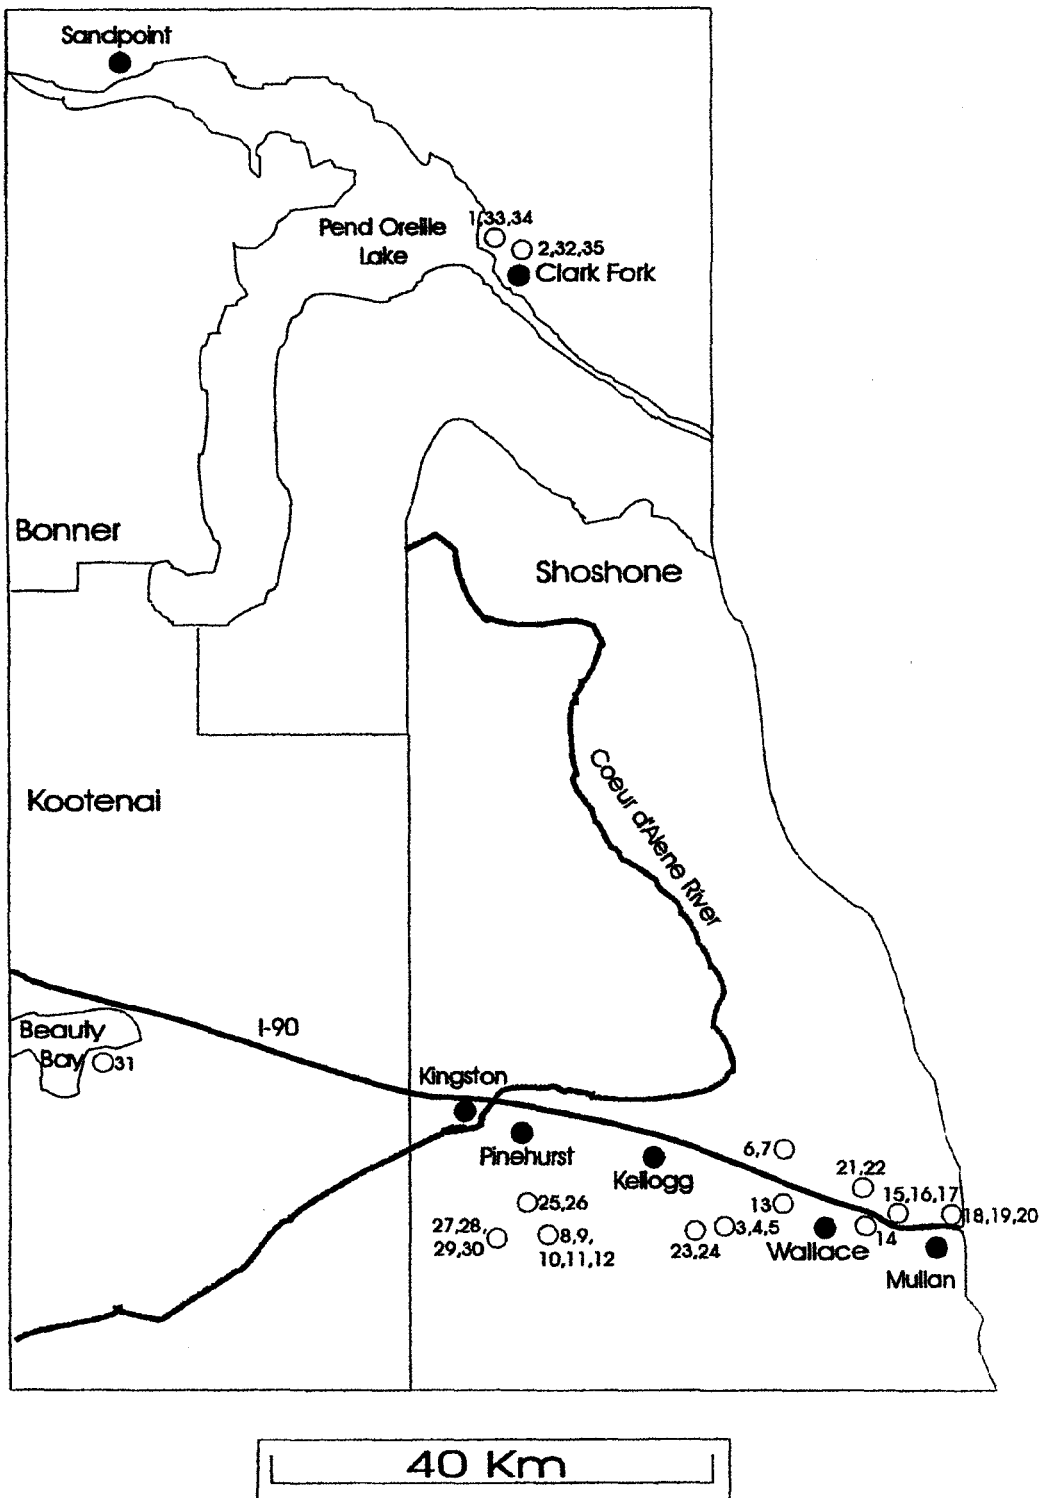 Sandpoint
1,33,34
Pend Oreille
Lake
2,32,35
Clark Fork
Bonner
Shoshone
Coeur d'Alene River
Kootenai
I-90
Beauty
Bay
31
Kingston
Pinehurst
Kellogg
6,7
21,22
15,16,17
18,19,20
25,26
13
3,4,5
14
27,28,
29,30
8,9,
10,11,12
23,24
Wallace
Mullan
40 Km